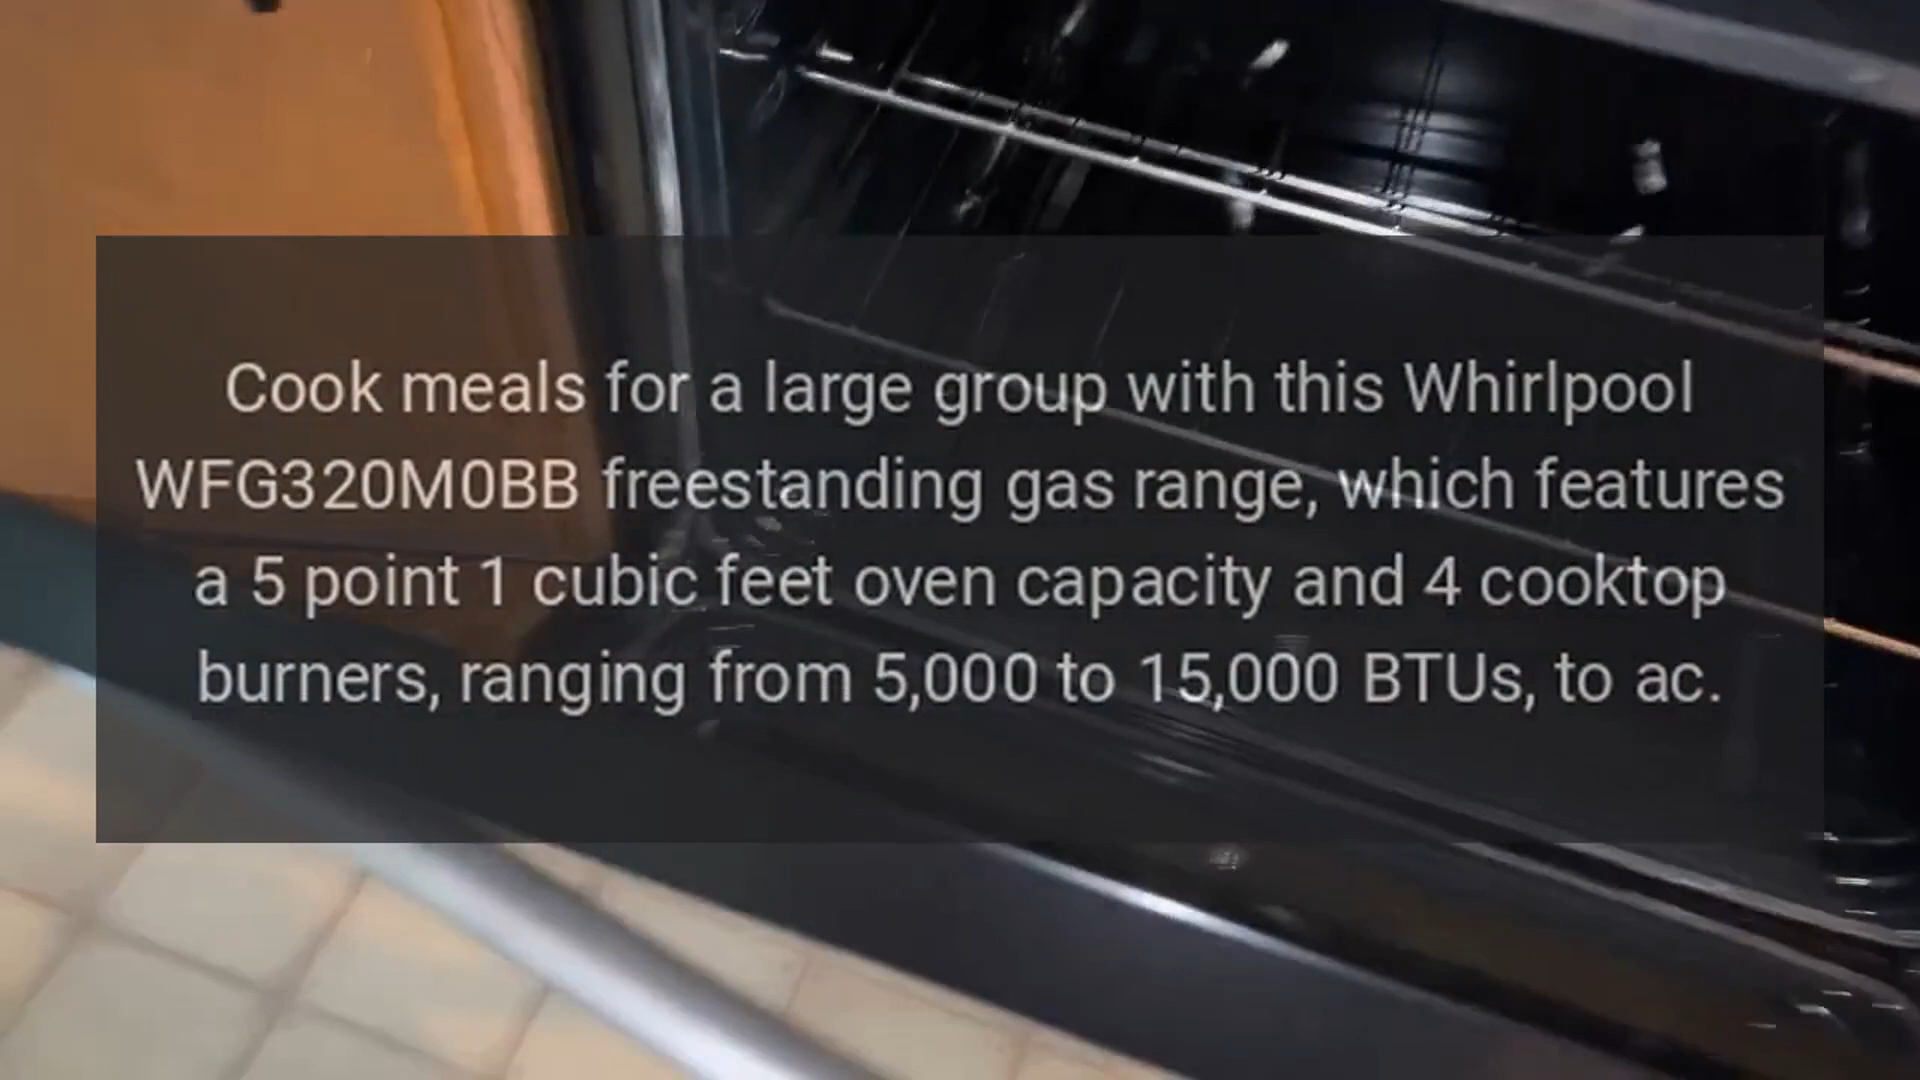 Cook meals for a large group with this Whirlpool
WFG320M0BB freestanding gas range, which features
a 5 point 1 cubic feet oven capacity and 4 cooktop
burners, ranging from 5,000 to 15,000 BTUs, to ac.